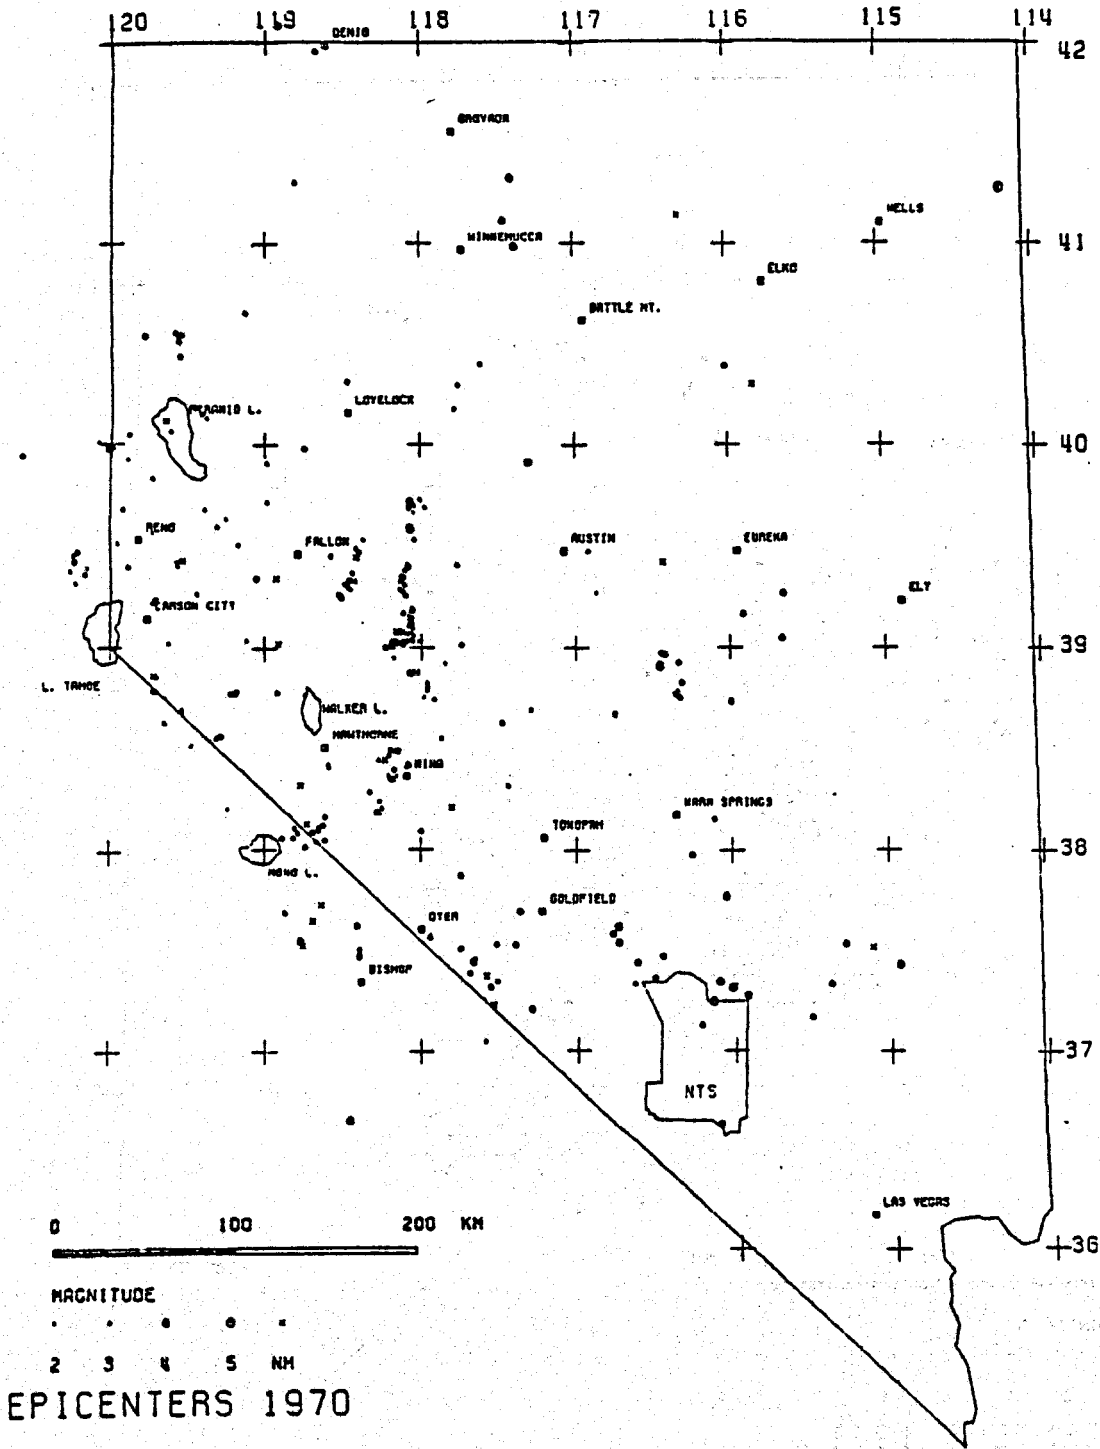 120 119 118 117 116 115 114
DENIO
42
OROVADA
WELLS
WINNEMUCCA
41
ELKO
BATTLE MT.
PYRAMID L.
LOVELOCK
40
RENO
FALLON
AUSTIN
EUREKA
ELY
CARSON CITY
39
L. TAHOE
WALKER L.
HAWTHORNE
MINA
WARM SPRINGS
TONOPAH
38
MONO L.
DYER
GOLDFIELD
BISHOP
37
NTS
LAS VEGAS
0 100 200 KM
36
MAGNITUDE
2 3 4 5 NM
EPICENTERS 1970